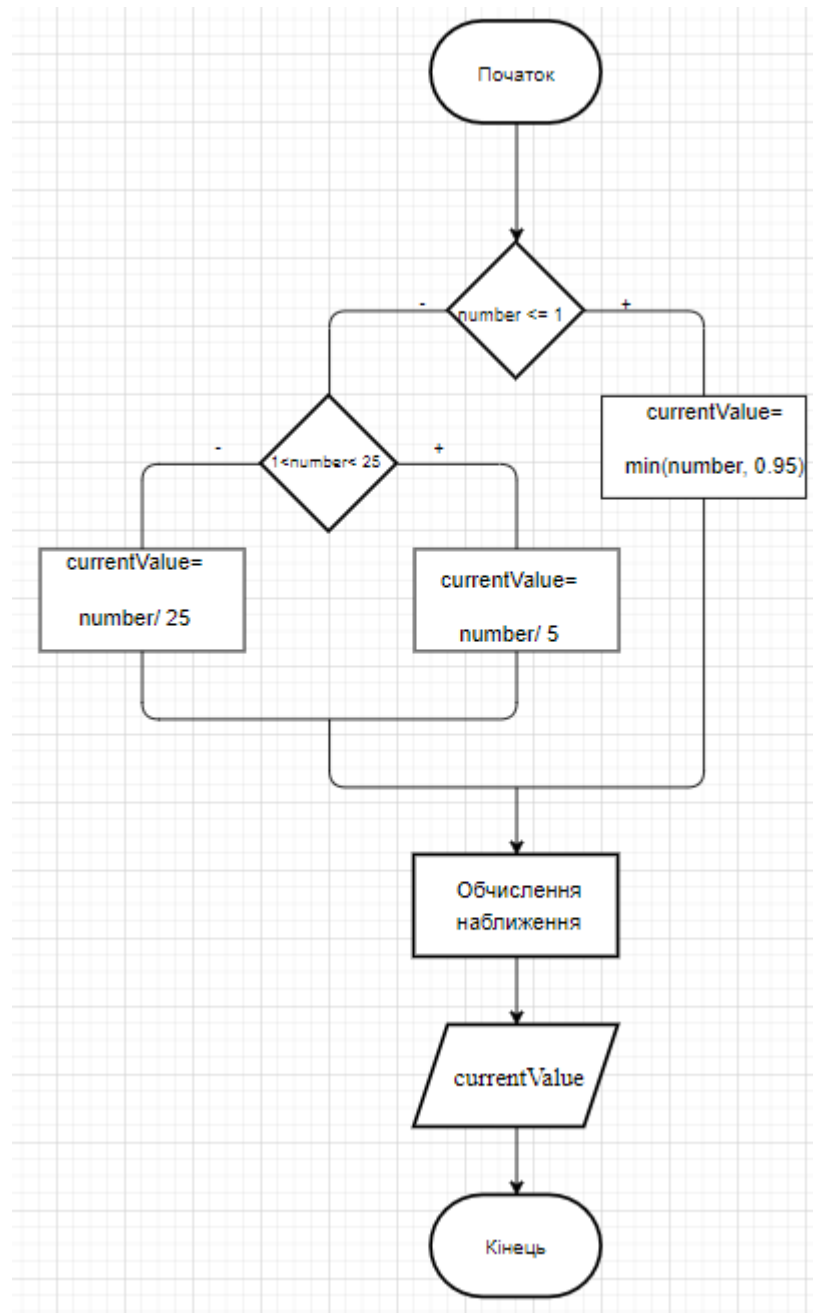 Початок
number <= 1
-
+
currentValue=
min(number, 0.95)
1<number< 25
-
+
currentValue=
number/ 25
currentValue=
number/ 5
Обчислення
наближення
currentValue
Кінець